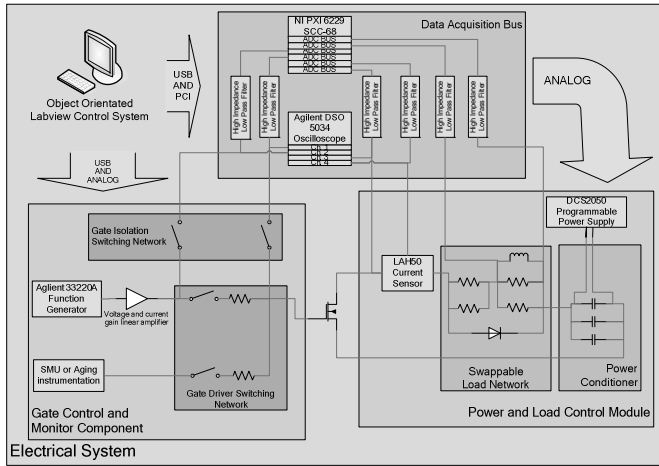 NI PXI 6229
SCC-68
ADC BUS
ADC BUS
ADC BUS
ADC BUS
ADC BUS
ADC BUS
Data Acquisition Bus
Object Orientated
Labview Control System
USB
AND
PCI
High Impedance
Low Pass Filter
High Impedance
Low Pass Filter
High Impedance
Low Pass Filter
High Impedance
Low Pass Filter
High Impedance
Low Pass Filter
High Impedance
Low Pass Filter
ANALOG
Agilent DSO
5034
Oscilloscope
Ch 1
Ch 2
Ch 3
Ch 4
USB
AND
ANALOG
Gate Isolation
Switching Network
Agilent 33220A
Function
Generator
Voltage and current
gain linear amplifier
SMU or Aging
instrumentation
Gate Driver Switching
Network
Gate Control and
Monitor Component
LAH50
Current
Sensor
DCS2050
Programmable
Power Supply
Swappable
Load Network
Power
Conditioner
Power and Load Control Module
Electrical System